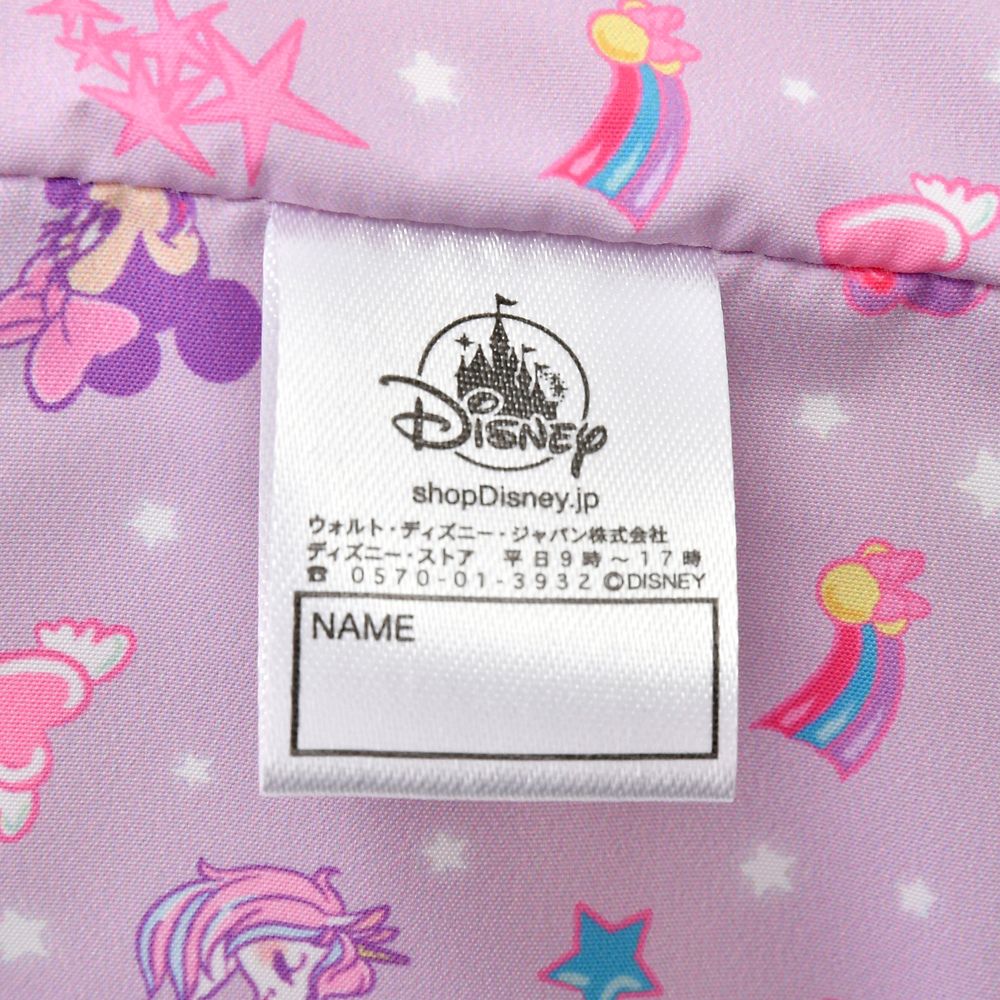 Disney
shopDisney.jp
ウォルト・ディズニー・ジャパン株式会社
ディズニー・ストア 平日9時～17時
☎ 0570-01-3932 ©DISNEY
NAME